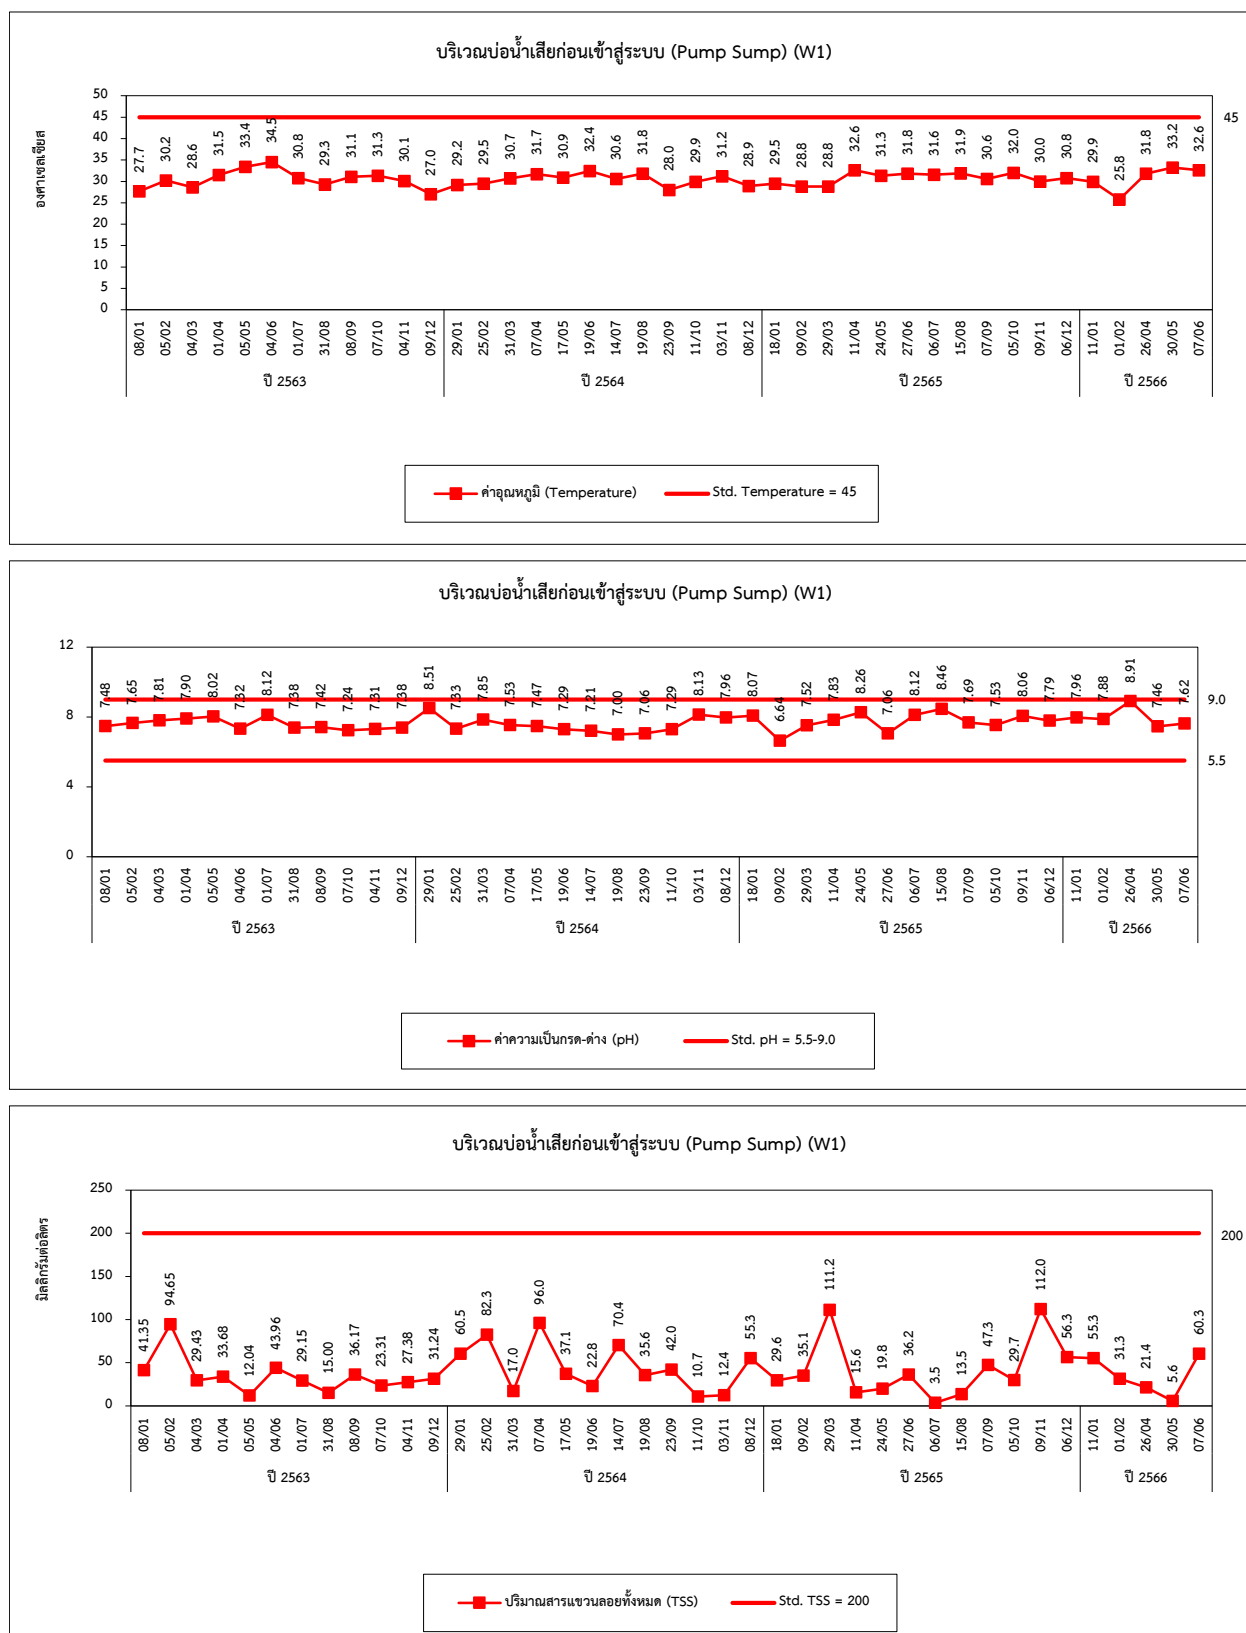 บริเวณบ่อน้ำเสียก่อนเข้าสู่ระบบ (Pump Sump) (W1)
องศาเซลเซียส
50
45
40
35
30
25
20
15
10
5
0
27.7 30.2 28.6 31.5 33.4 34.5 30.8 29.3 31.1 31.3 30.1 27.0 29.2 29.5 30.7 31.7 30.9 32.4 30.6 31.8 28.0 29.9 31.2 28.9 29.5 28.8 28.8 32.6 31.3 31.8 31.6 31.9 30.6 32.0 30.0 30.8 29.9 25.8 31.8 33.2 32.6
45
08/01 05/02 04/03 01/04 05/05 04/06 01/07 31/08 08/09 07/10 04/11 09/12 29/01 25/02 31/03 07/04 17/05 19/06 14/07 19/08 23/09 11/10 03/11 08/12 18/01 09/02 29/03 11/04 24/05 27/06 06/07 15/08 07/09 05/10 09/11 06/12 11/01 01/02 26/04 30/05 07/06
ปี 2563 ปี 2564 ปี 2565 ปี 2566
ค่าอุณหภูมิ (Temperature) Std. Temperature = 45
บริเวณบ่อน้ำเสียก่อนเข้าสู่ระบบ (Pump Sump) (W1)
12
8
4
0
7.48 7.65 7.81 7.90 8.02 7.32 8.12 7.38 7.42 7.24 7.31 7.38 8.51 7.33 7.85 7.53 7.47 7.29 7.21 7.00 7.06 7.29 8.13 7.96 8.07 6.64 7.52 7.83 8.26 7.06 8.12 8.46 7.69 7.53 8.06 7.79 7.96 7.88 8.91 7.46 7.62
9.0
5.5
08/01 05/02 04/03 01/04 05/05 04/06 01/07 31/08 08/09 07/10 04/11 09/12 29/01 25/02 31/03 07/04 17/05 19/06 14/07 19/08 23/09 11/10 03/11 08/12 18/01 09/02 29/03 11/04 24/05 27/06 06/07 15/08 07/09 05/10 09/11 06/12 11/01 01/02 26/04 30/05 07/06
ปี 2563 ปี 2564 ปี 2565 ปี 2566
ค่าความเป็นกรด-ด่าง (pH) Std. pH = 5.5-9.0
บริเวณบ่อน้ำเสียก่อนเข้าสู่ระบบ (Pump Sump) (W1)
มิลลิกรัมต่อลิตร
250
200
150
100
50
0
41.35 94.65 29.43 33.68 12.04 43.96 29.15 15.00 36.17 23.31 27.38 31.24 60.5 82.3 17.0 96.0 37.1 22.8 70.4 35.6 42.0 10.7 12.4 55.3 29.6 35.1 111.2 15.6 19.8 36.2 3.5 13.5 47.3 29.7 112.0 56.3 55.3 31.3 21.4 5.6 60.3
200
08/01 05/02 04/03 01/04 05/05 04/06 01/07 31/08 08/09 07/10 04/11 09/12 29/01 25/02 31/03 07/04 17/05 19/06 14/07 19/08 23/09 11/10 03/11 08/12 18/01 09/02 29/03 11/04 24/05 27/06 06/07 15/08 07/09 05/10 09/11 06/12 11/01 01/02 26/04 30/05 07/06
ปี 2563 ปี 2564 ปี 2565 ปี 2566
ปริมาณสารแขวนลอยทั้งหมด (TSS) Std. TSS = 200